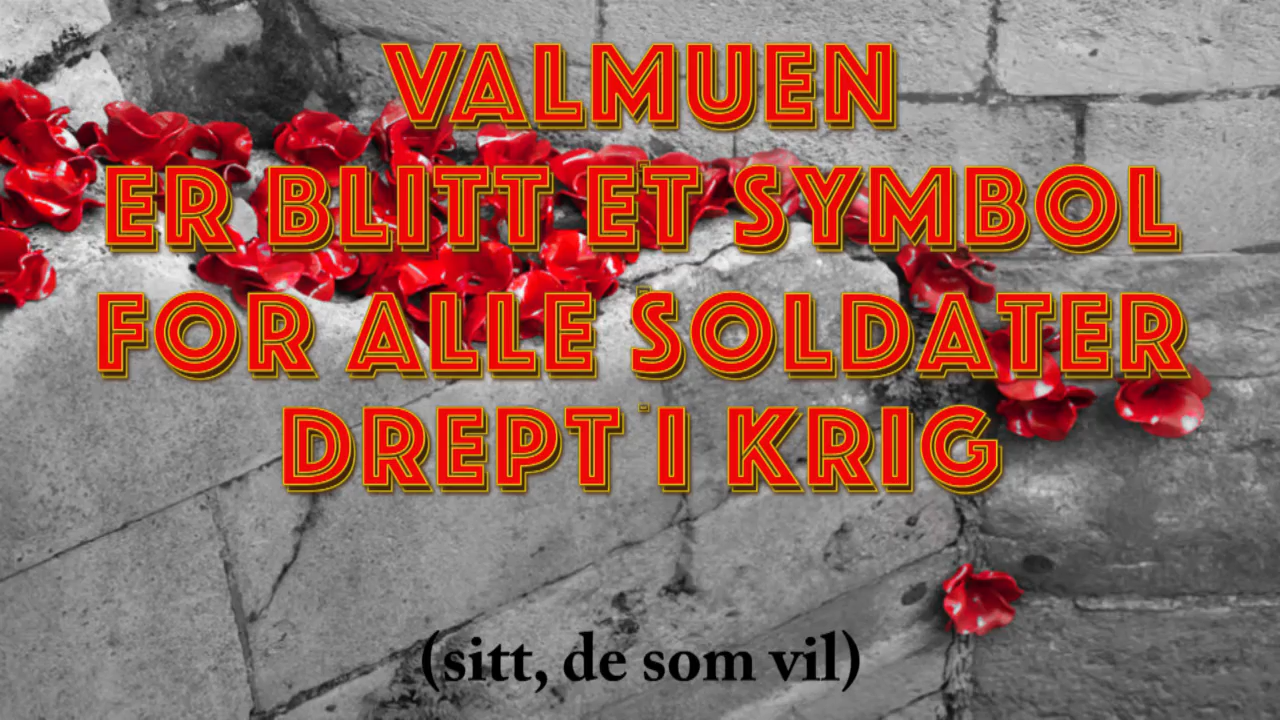 VALMUEN
ER BLITT ET SYMBOL
FOR ALLE SOLDATER
DREPT I KRIG
(sitt, de som vil)